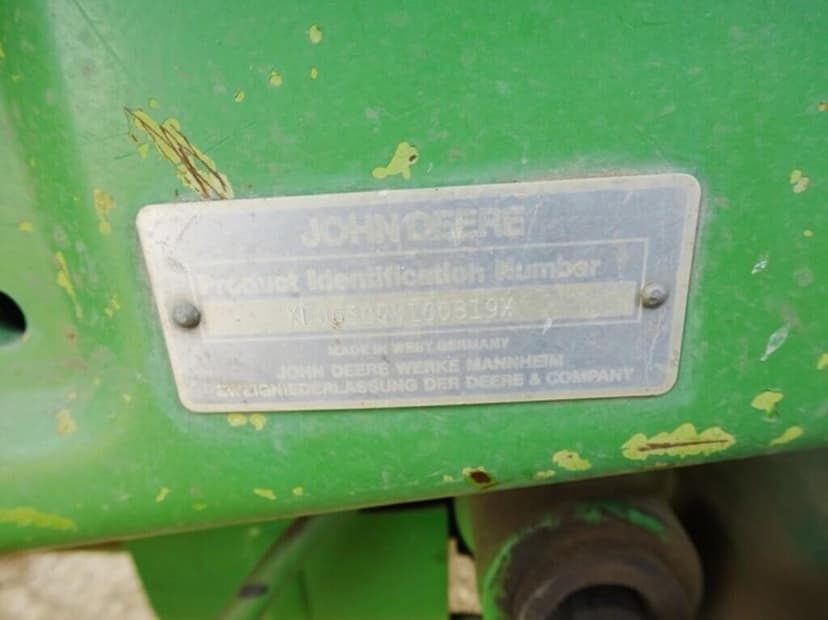 JOHN DEERE
Product Identification Number
MADE IN WEST GERMANY
JOHN DEERE WERKE MANNHEIM
ZWEIGNIEDERLASSUNG DER DEERE & COMPANY